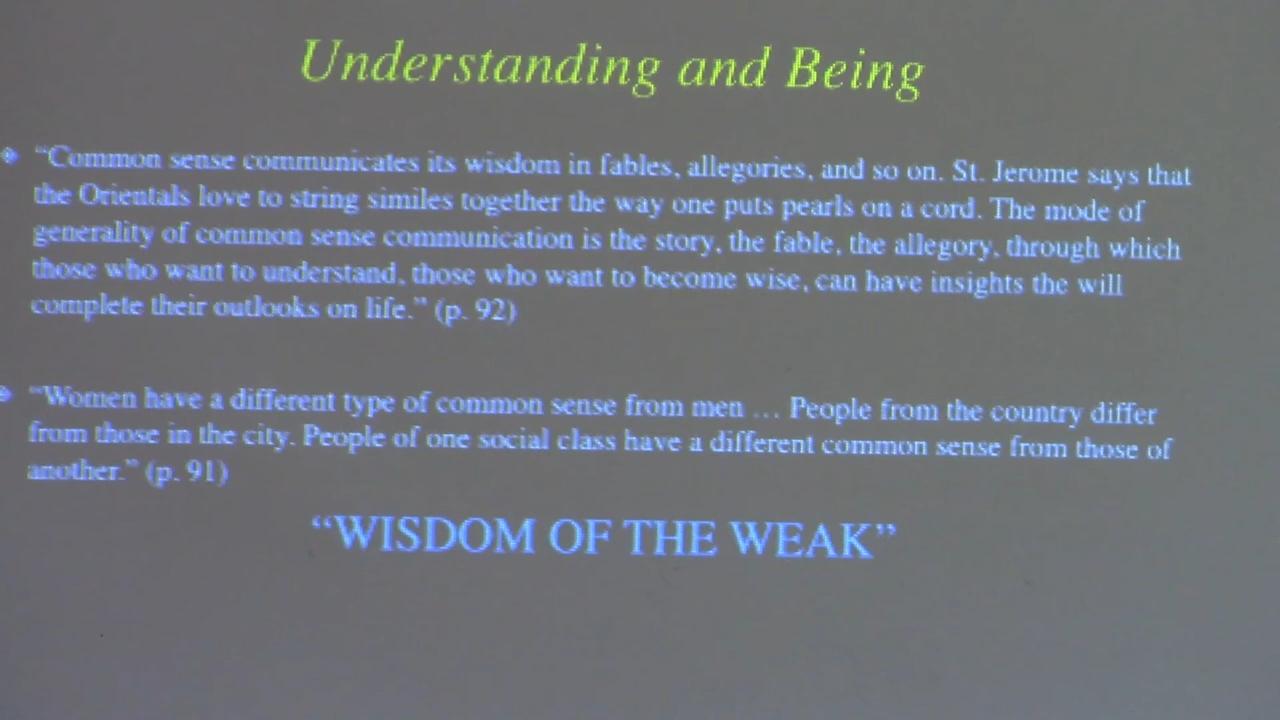 Understanding and Being
“Common sense communicates its wisdom in fables, allegories, and so on. St. Jerome says that
the Orientals love to string similes together the way one puts pearls on a cord. The mode of
generality of common sense communication is the story, the fable, the allegory, through which
those who want to understand, those who want to become wise, can have insights the will
complete their outlooks on life.” (p. 92)
“Women have a different type of common sense from men … People from the country differ
from those in the city. People of one social class have a different common sense from those of
another.” (p. 91)
“WISDOM OF THE WEAK”